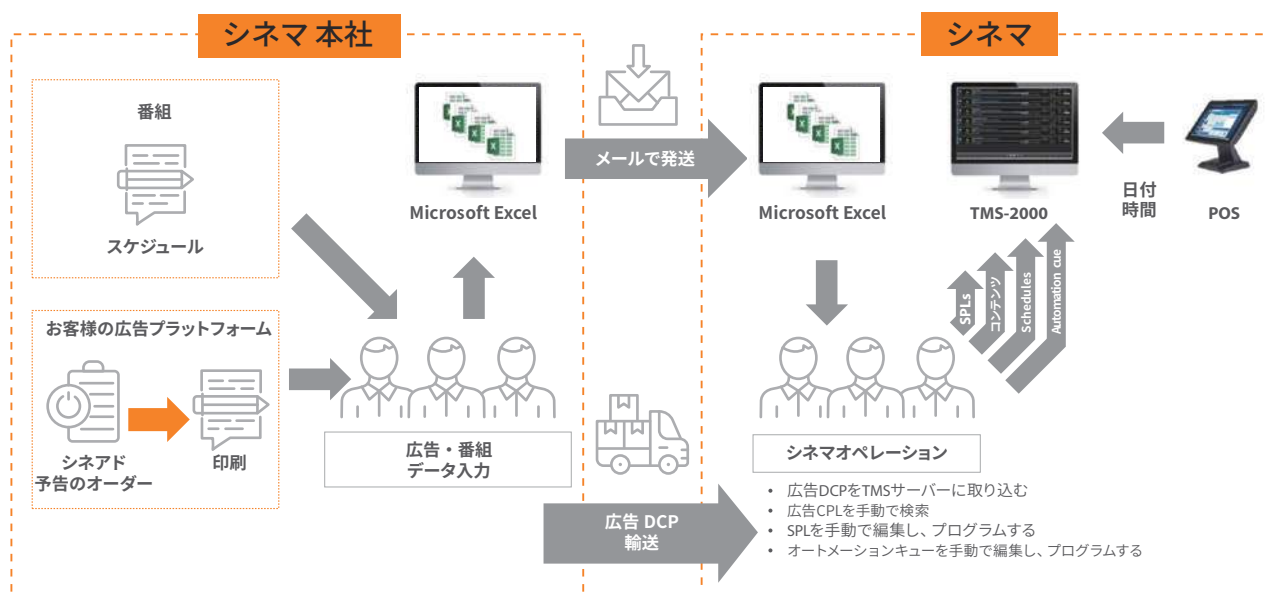 シネマ 本社
番組
スケジュール
お客様の広告プラットフォーム
シネアド
予告のオーダー
印刷
Microsoft Excel
広告・番組
データ入力
メールで発送
広告 DCP
輸送
シネマ
Microsoft Excel
TMS-2000
日付
時間
POS
SPLs
コンテンツ
Schedules
Automation cue
シネマオペレーション
• 広告DCPをTMSサーバーに取り込む
• 広告CPLを手動で検索
• SPLを手動で編集し、プログラムする
• オートメーションキューを手動で編集し、プログラムする